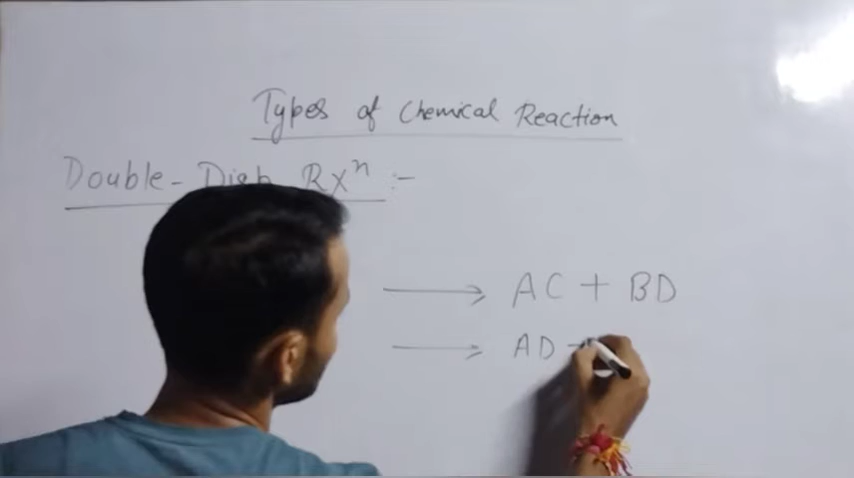 Types of Chemical Reaction
Double-Disp Rxⁿ :-
⟶ AC + BD
⟶ AD +